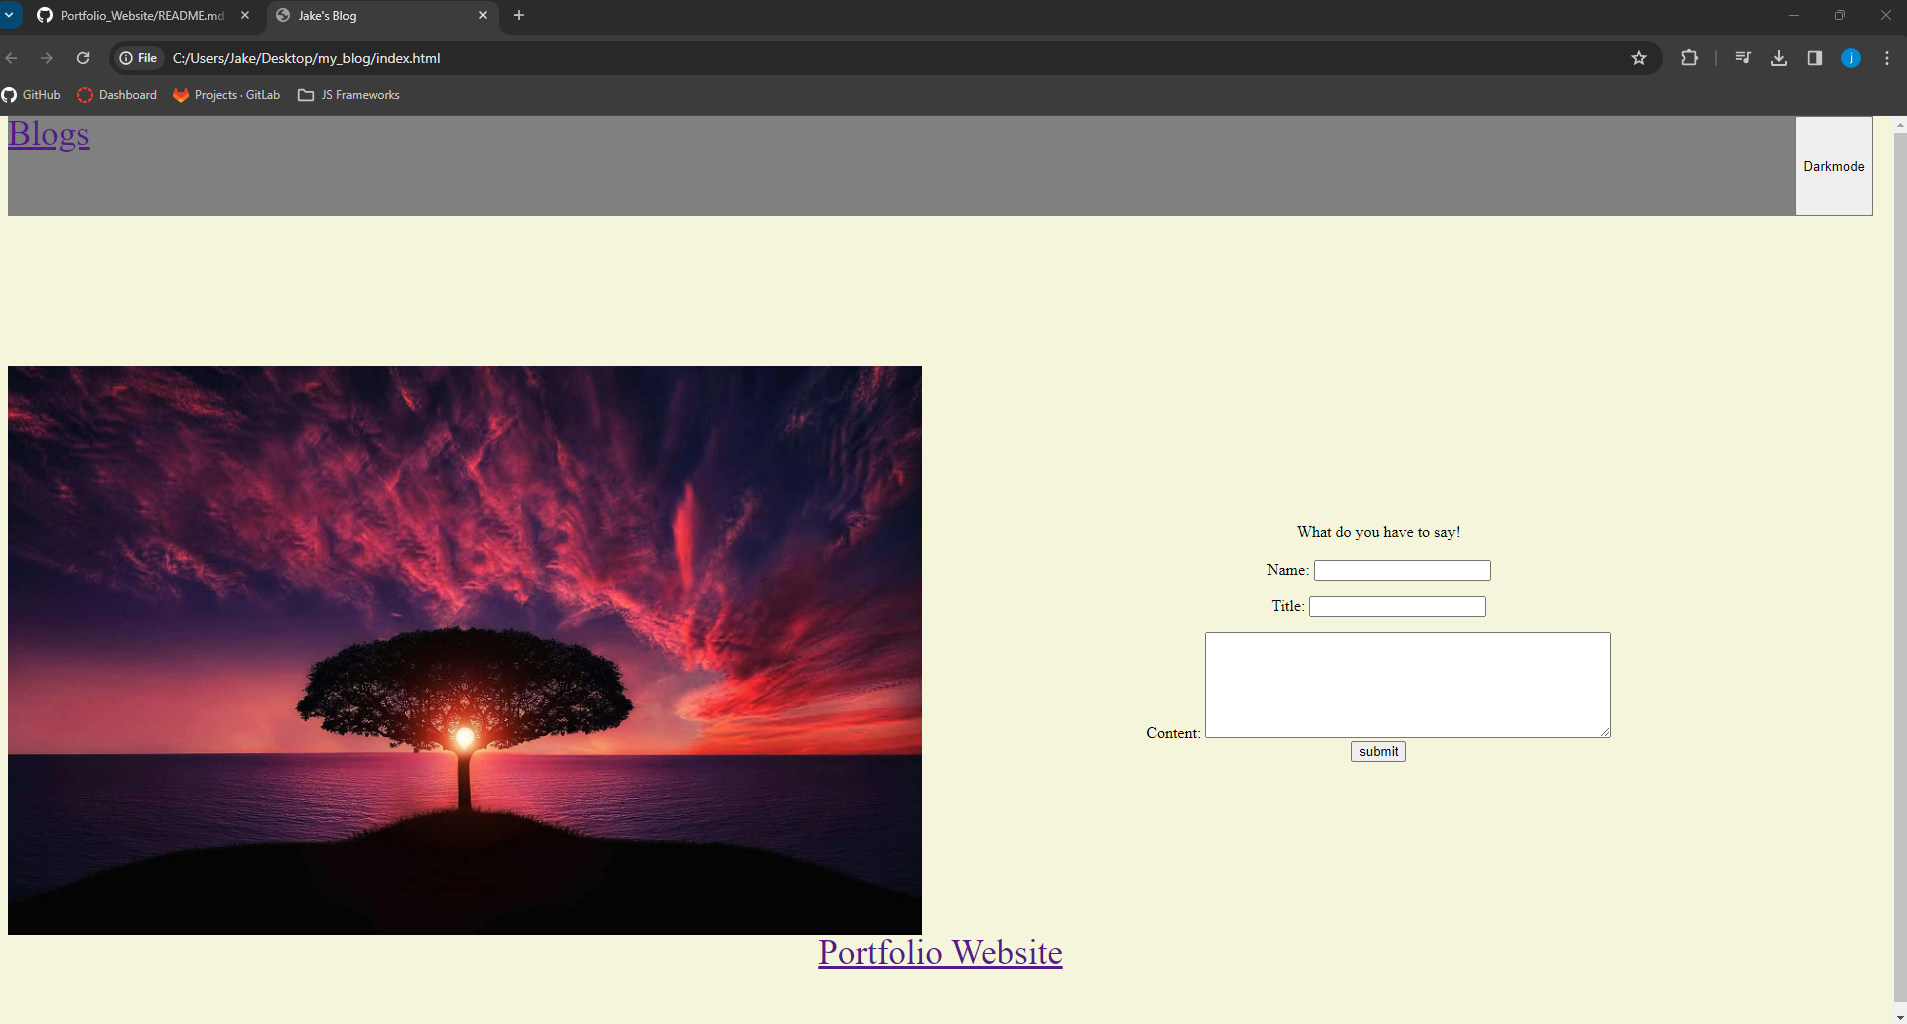 Portfolio_Website/README.md
Jake's Blog
File
C:/Users/Jake/Desktop/my_blog/index.html
j
GitHub
Dashboard
Projects · GitLab
JS Frameworks
Blogs
Darkmode
What do you have to say!
Name:
Title:
Content:
submit
Portfolio Website